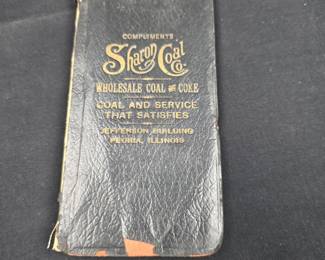 COMPLIMENTS
Sharon Coal Co.
WHOLESALE COAL AND COKE
COAL AND SERVICE
THAT SATISFIES
JEFFERSON BUILDING
PEORIA, ILLINOIS